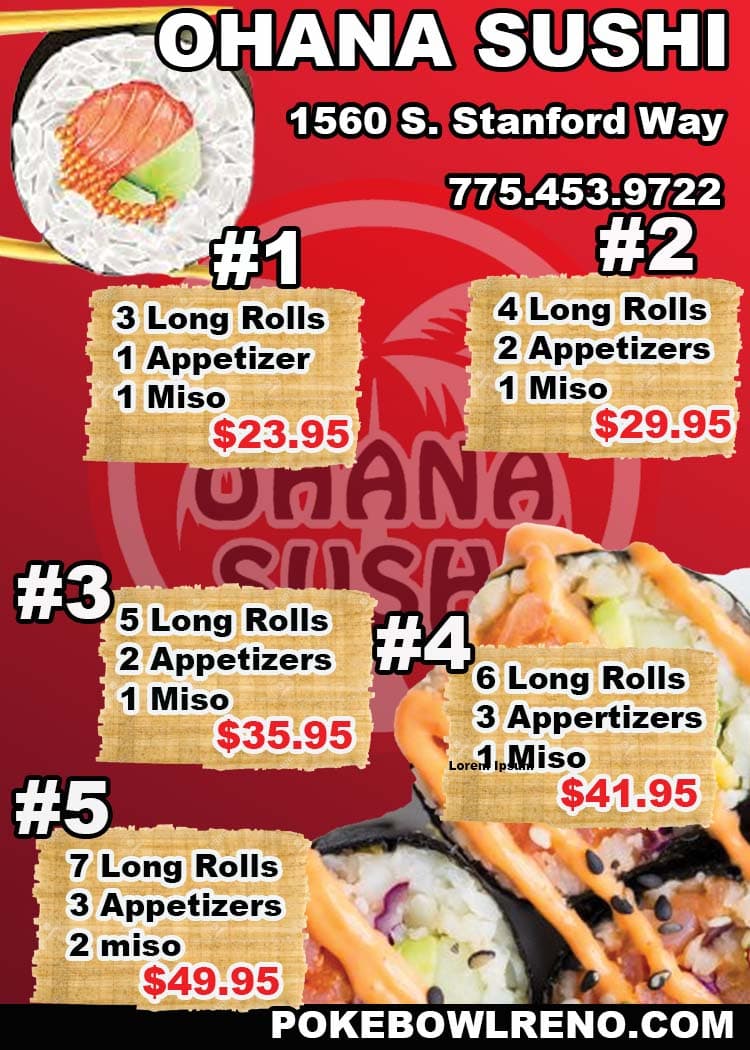 OHANA SUSHI
1560 S. Stanford Way
775.453.9722
#1
3 Long Rolls
1 Appetizer
1 Miso
$23.95
#2
4 Long Rolls
2 Appetizers
1 Miso
$29.95
OHANA
SUSHI
#3
5 Long Rolls
2 Appetizers
1 Miso
$35.95
#4
6 Long Rolls
3 Appertizers
1 Miso
Lorem Ipsum
$41.95
#5
7 Long Rolls
3 Appetizers
2 miso
$49.95
POKEBOWLRENO.COM